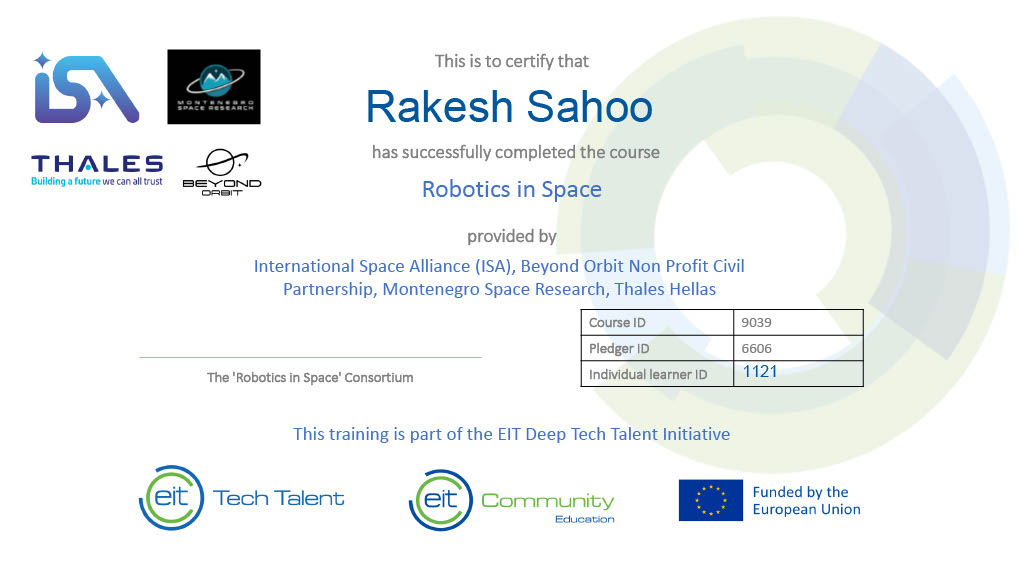 ISA
MONTENEGRO
SPACE RESEARCH
THALES
Building a future we can all trust
BEYOND
ORBIT
This is to certify that
Rakesh Sahoo
has successfully completed the course
Robotics in Space
provided by
International Space Alliance (ISA), Beyond Orbit Non Profit Civil
Partnership, Montenegro Space Research, Thales Hellas
Course ID 9039
Pledger ID 6606
Individual learner ID 1121
The 'Robotics in Space' Consortium
This training is part of the EIT Deep Tech Talent Initiative
eit Tech Talent
eit Community
Education
Funded by the
European Union